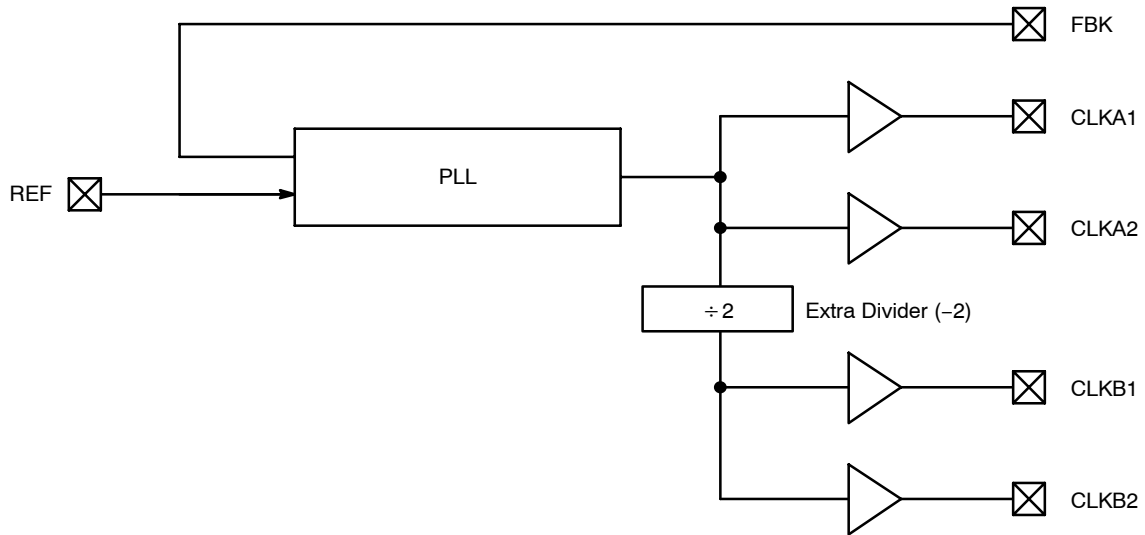 FBK
CLKA1
PLL
REF
CLKA2
÷2
Extra Divider (−2)
CLKB1
CLKB2